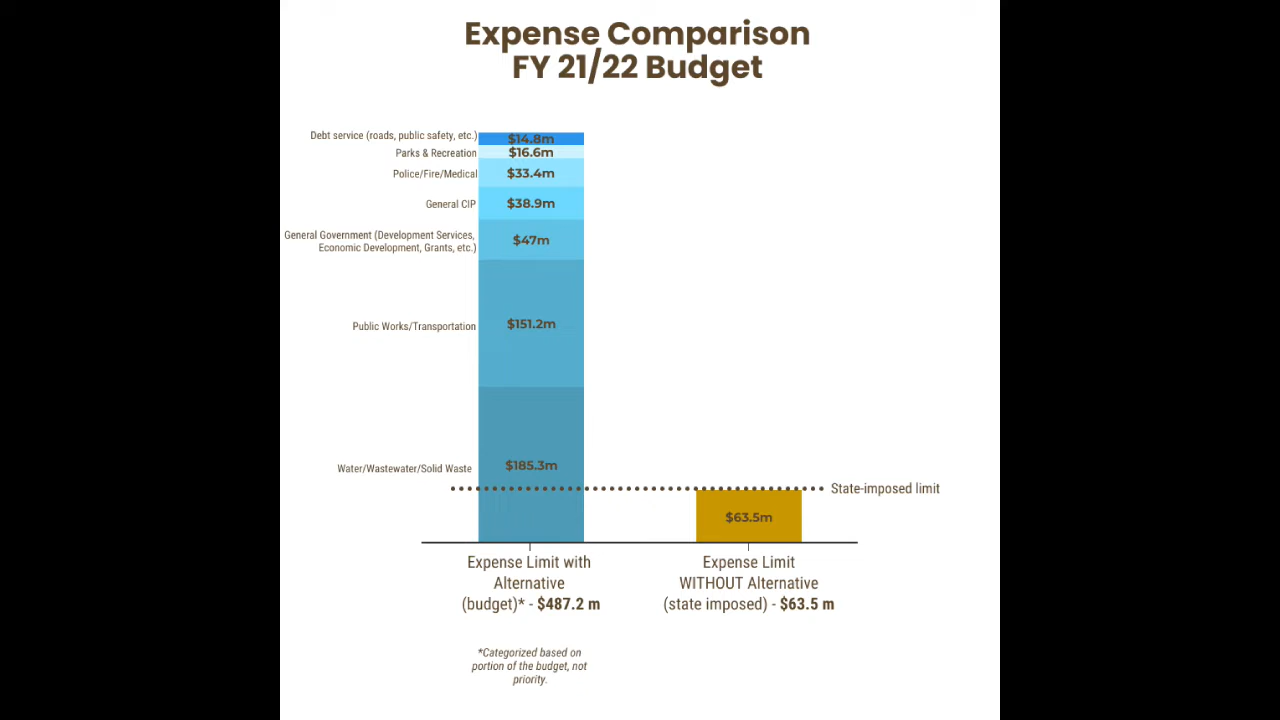 Expense Comparison
FY 21/22 Budget
Debt service (roads, public safety, etc.)
$14.8m
Parks & Recreation
$16.6m
Police/Fire/Medical
$33.4m
General CIP
$38.9m
General Government (Development Services,
Economic Development, Grants, etc.)
$47m
Public Works/Transportation
$151.2m
Water/Wastewater/Solid Waste
$185.3m
State-imposed limit
$63.5m
Expense Limit with
Alternative
(budget)* - $487.2 m
Expense Limit
WITHOUT Alternative
(state imposed) - $63.5 m
*Categorized based on
portion of the budget, not
priority.